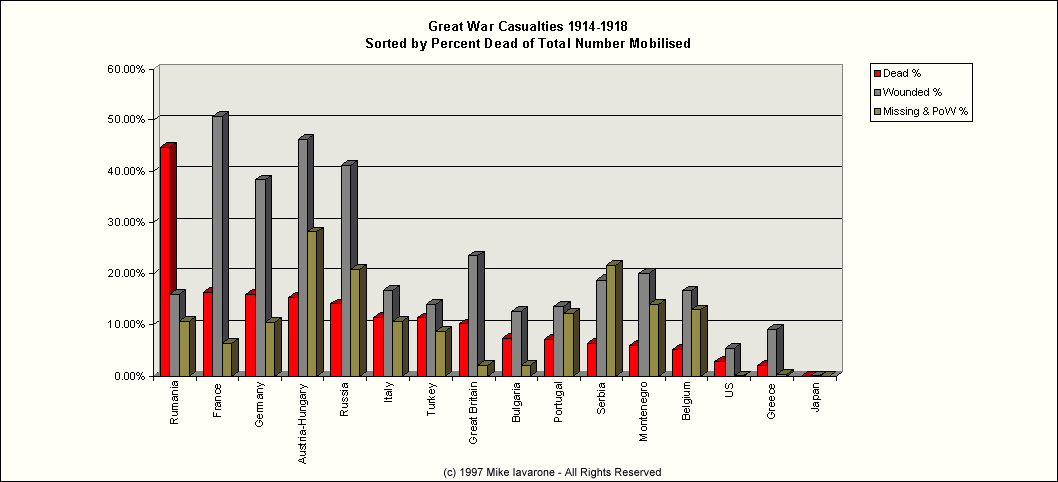 Great War Casualties 1914-1918
Sorted by Percent Dead of Total Number Mobilised
60.00%
50.00%
40.00%
30.00%
20.00%
10.00%
0.00%
Dead %
Wounded %
Missing & PoW %
Rumania
France
Germany
Austria-Hungary
Russia
Italy
Turkey
Great Britain
Bulgaria
Portugal
Serbia
Montenegro
Belgium
US
Greece
Japan
(c) 1997 Mike Iavarone - All Rights Reserved